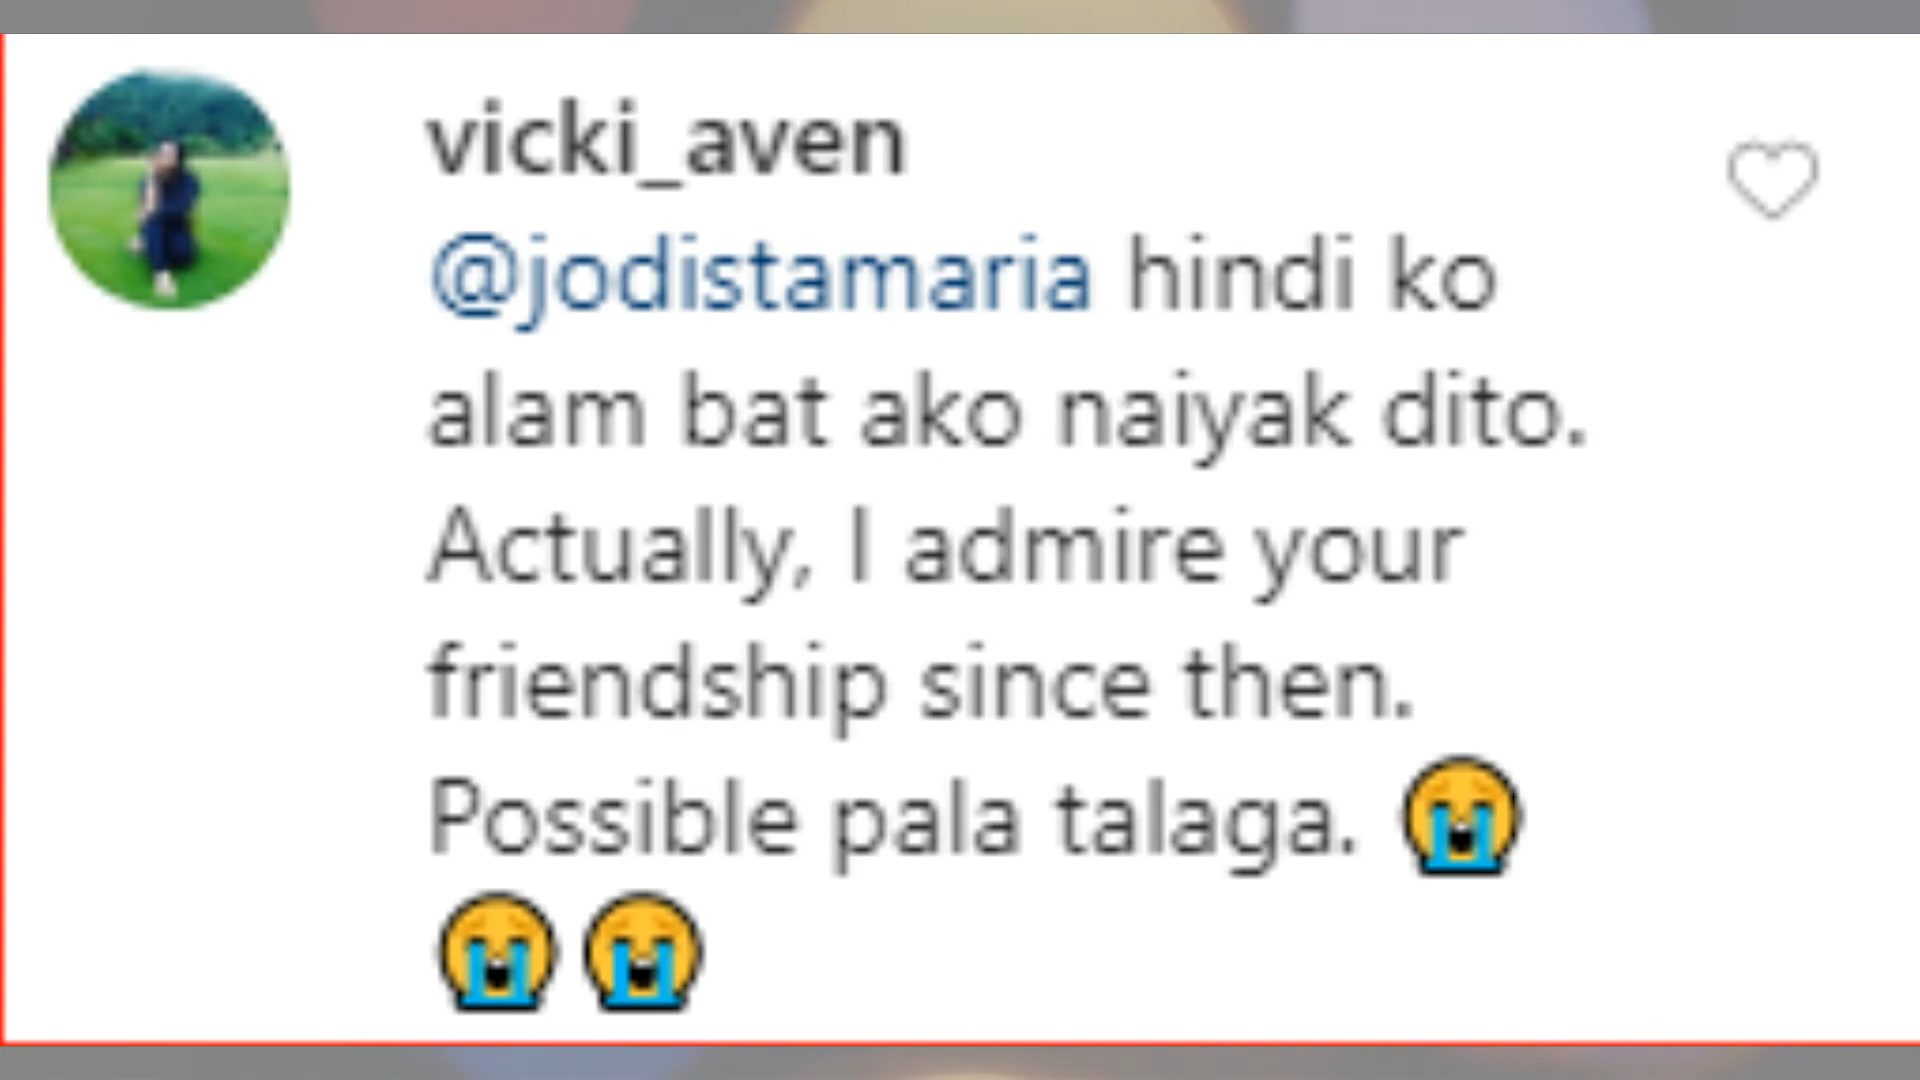 vicki_aven
@jodistamaria hindi ko
alam bat ako naiyak dito.
Actually, I admire your
friendship since then.
Possible pala talaga. 😭
😭😭